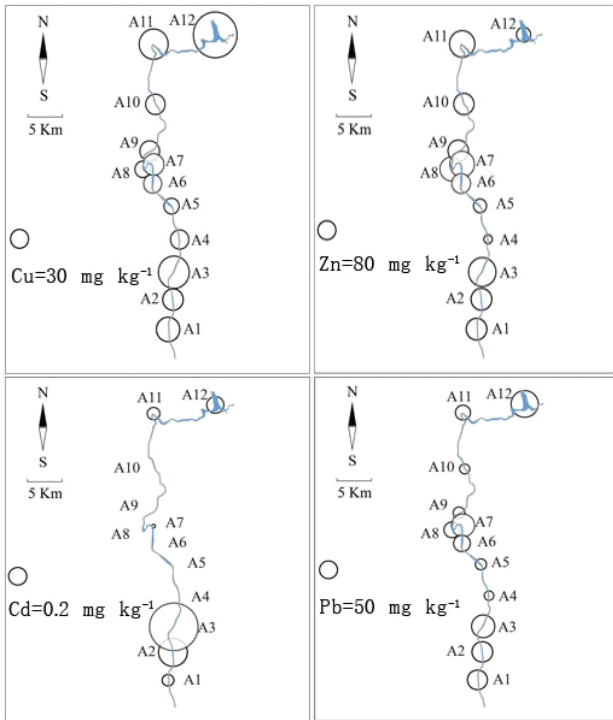 N
S
5 Km
A11
A12
A10
A9
A7
A8
A6
A5
A4
A3
A2
A1
Cu=30 mg kg⁻¹
N
S
5 Km
A11
A12
A10
A9
A7
A8
A6
A5
A4
A3
A2
A1
Zn=80 mg kg⁻¹
N
S
5 Km
A11
A12
A10
A9
A7
A8
A6
A5
A4
A3
A2
A1
Cd=0.2 mg kg⁻¹
N
S
5 Km
A11
A12
A10
A9
A7
A8
A6
A5
A4
A3
A2
A1
Pb=50 mg kg⁻¹